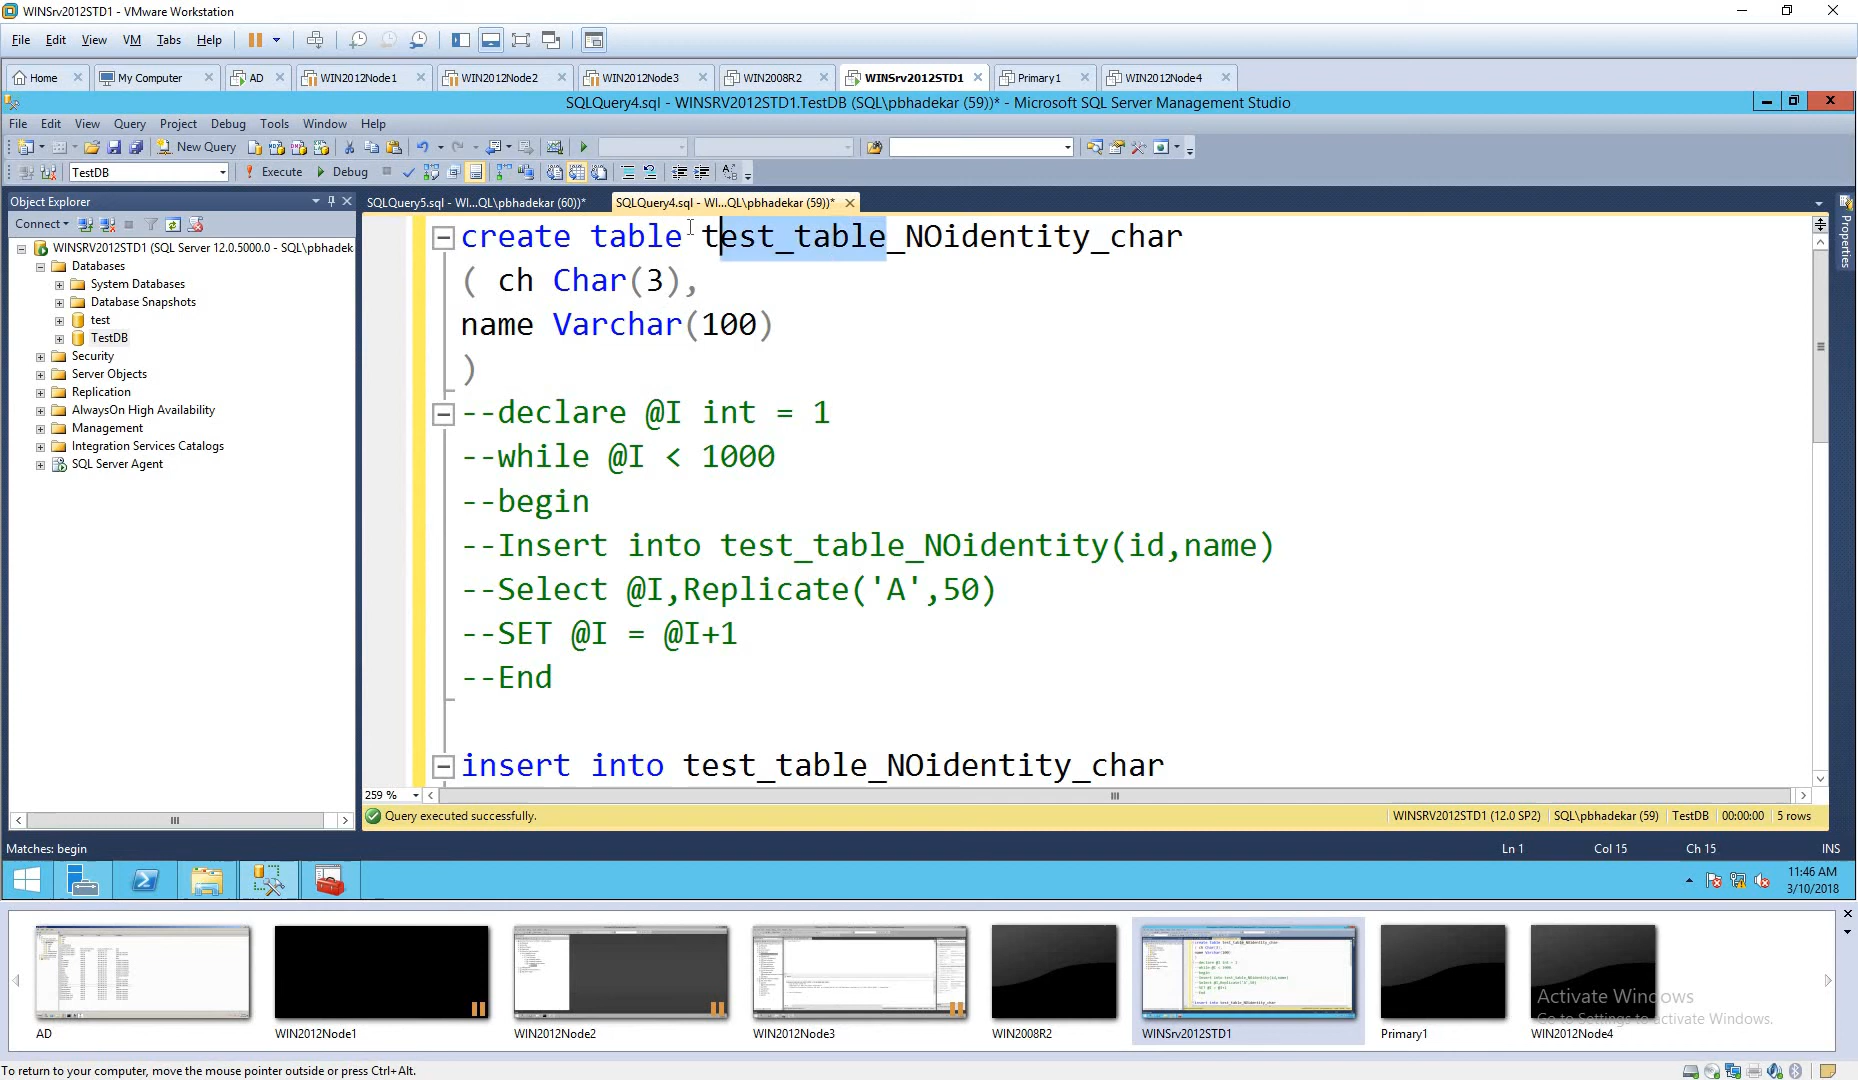 WINSrv2012STD1 - VMware Workstation
File Edit View VM Tabs Help
Home My Computer AD WIN2012Node1 WIN2012Node2 WIN2012Node3 WIN2008R2 WINSrv2012STD1 Primary1 WIN2012Node4
SQLQuery4.sql - WINSRV2012STD1.TestDB (SQL\pbhadekar (59))* - Microsoft SQL Server Management Studio
File Edit View Query Project Debug Tools Window Help
New Query
TestDB Execute Debug
Object Explorer
SQLQuery5.sql - WI...QL\pbhadekar (60))* SQLQuery4.sql - WI...QL\pbhadekar (59))*
Properties
Connect
WINSRV2012STD1 (SQL Server 12.0.5000.0 - SQL\pbhadek
Databases
System Databases
Database Snapshots
test
TestDB
Security
Server Objects
Replication
AlwaysOn High Availability
Management
Integration Services Catalogs
SQL Server Agent
create table test_table_NOidentity_char
( ch Char(3),
name Varchar(100)
)
--declare @I int = 1
--while @I < 1000
--begin
--Insert into test_table_NOidentity(id,name)
--Select @I,Replicate('A',50)
--SET @I = @I+1
--End
insert into test_table_NOidentity_char
259 %
Query executed successfully. WINSRV2012STD1 (12.0 SP2) SQL\pbhadekar (59) TestDB 00:00:00 5 rows
Matches: begin Ln 1 Col 15 Ch 15 INS
11:46 AM
3/10/2018
AD WIN2012Node1 WIN2012Node2 WIN2012Node3 WIN2008R2 WINSrv2012STD1 Primary1 WIN2012Node4
Activate Windows
Go to Settings to activate Windows.
To return to your computer, move the mouse pointer outside or press Ctrl+Alt.